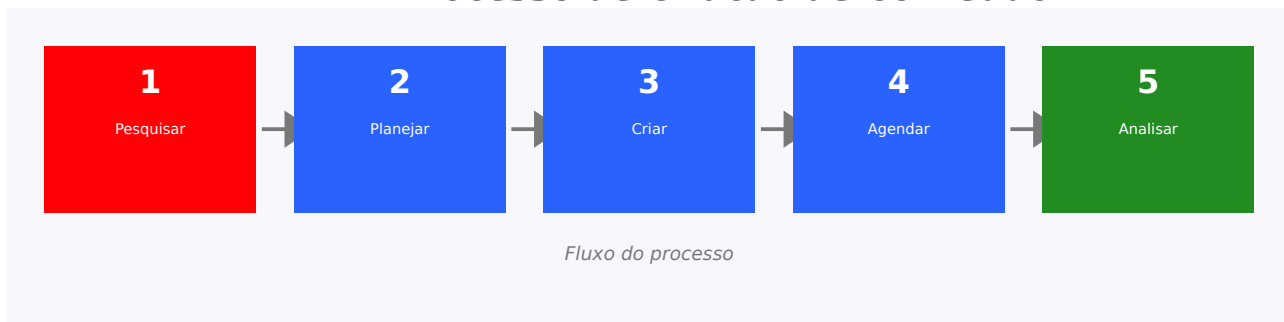 1
Pesquisar
2
Planejar
3
Criar
4
Agendar
5
Analisar
Fluxo do processo